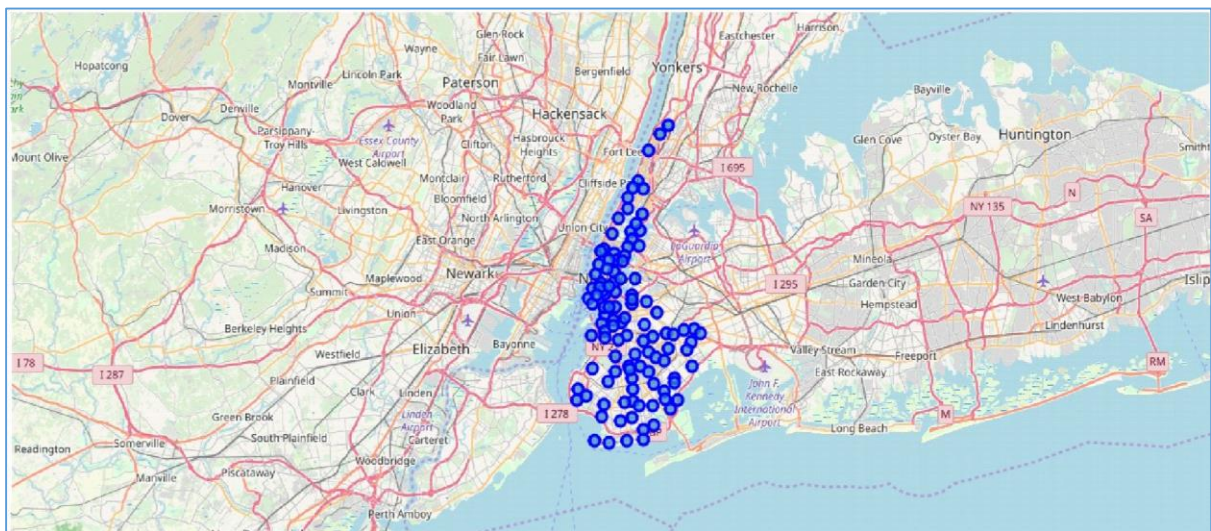 Glen Rock
Eastchester
Harrison
Hopatcong
Wayne
Fair Lawn
Yonkers
Montville
Lincoln Park
Paterson
Bergenfield
New Rochelle
Bayville
Denville
Woodland
Park
Hackensack
Dover
Parsippany-
Troy Hills
Essex County
Airport
Clifton
Hasbrouck
Heights
Glen Cove
Oyster Bay
Huntington
Smith
Mount Olive
West Caldwell
Fort Lee
I 695
Montclair
Rutherford
Cliffside P
Hanover
Bloomfield
N
Morristown
Livingston
North Arlington
Union City
NY 135
SA
Madison
East Orange
LaGuardia
Airport
Mineola
Maplewood
Newark
N
Garden City
Islip
Summit
I 295
Hempstead
West Babylon
Berkeley Heights
Union
Lindenhurst
Westfield
Elizabeth
Bayonne
NY 2
Valley Stream
Freeport
I 78
I 287
Plainfield
Clark
Linden
East Rockaway
RM
John F.
Kennedy
International
Airport
Green Brook
Linden
Airport
I 278
M
Readington
Somerville
South Plainfield
Carteret
Long Beach
Manville
Piscataway
Woodbridge
Perth Amboy